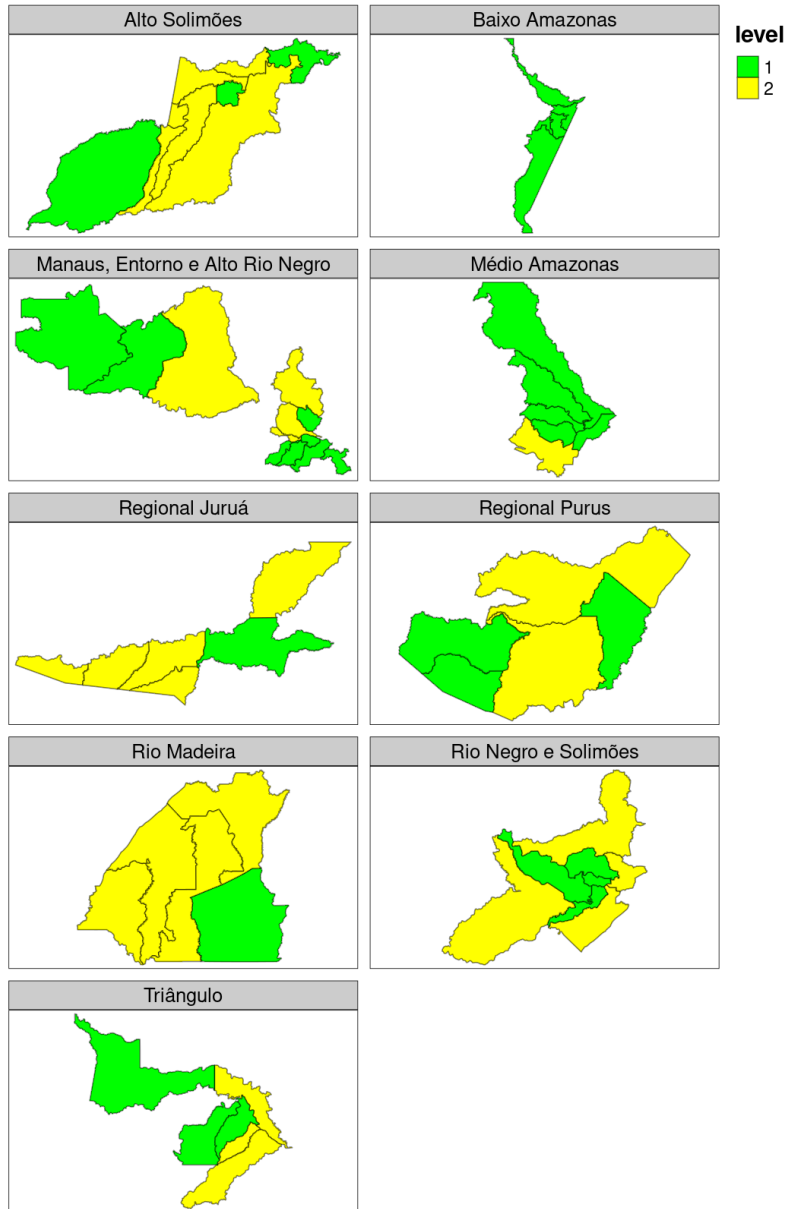 Alto Solimões
Baixo Amazonas
level
1
2
Manaus, Entorno e Alto Rio Negro
Médio Amazonas
Regional Juruá
Regional Purus
Rio Madeira
Rio Negro e Solimões
Triângulo